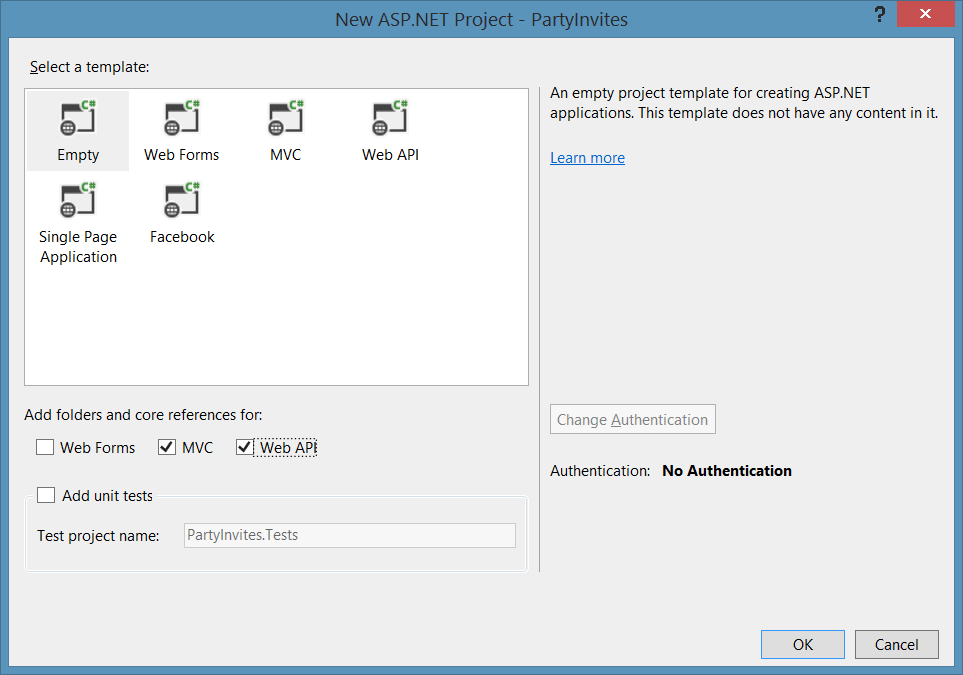 New ASP.NET Project - PartyInvites
?
Select a template:
C# C# C# C#
Empty Web Forms MVC Web API
C# C#
Single Page Facebook
Application
An empty project template for creating ASP.NET
applications. This template does not have any content in it.
Learn more
Add folders and core references for:
Web Forms MVC Web API
Add unit tests
Test project name: PartyInvites.Tests
Change Authentication
Authentication: No Authentication
OK Cancel